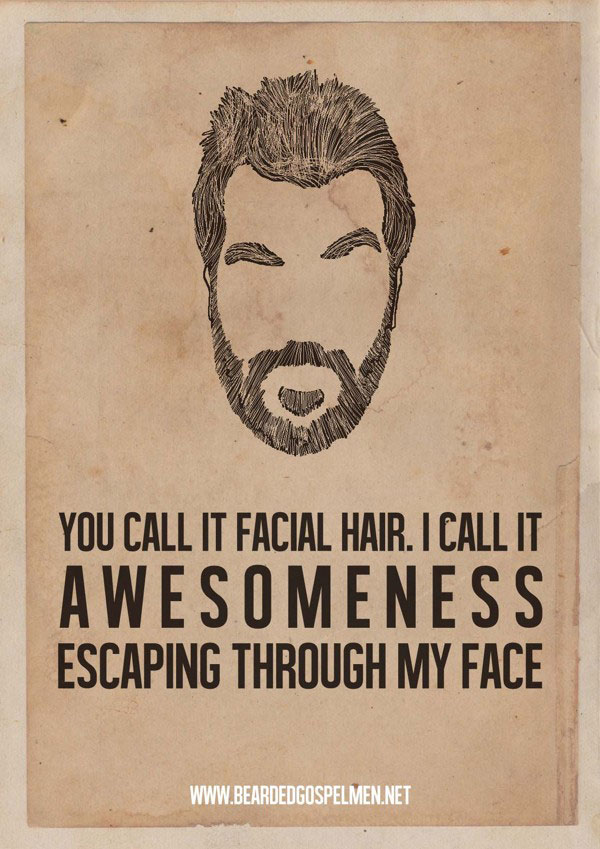 YOU CALL IT FACIAL HAIR. I CALL IT
AWESOMENESS
ESCAPING THROUGH MY FACE
WWW.BEARDEDGOSPELMEN.NET